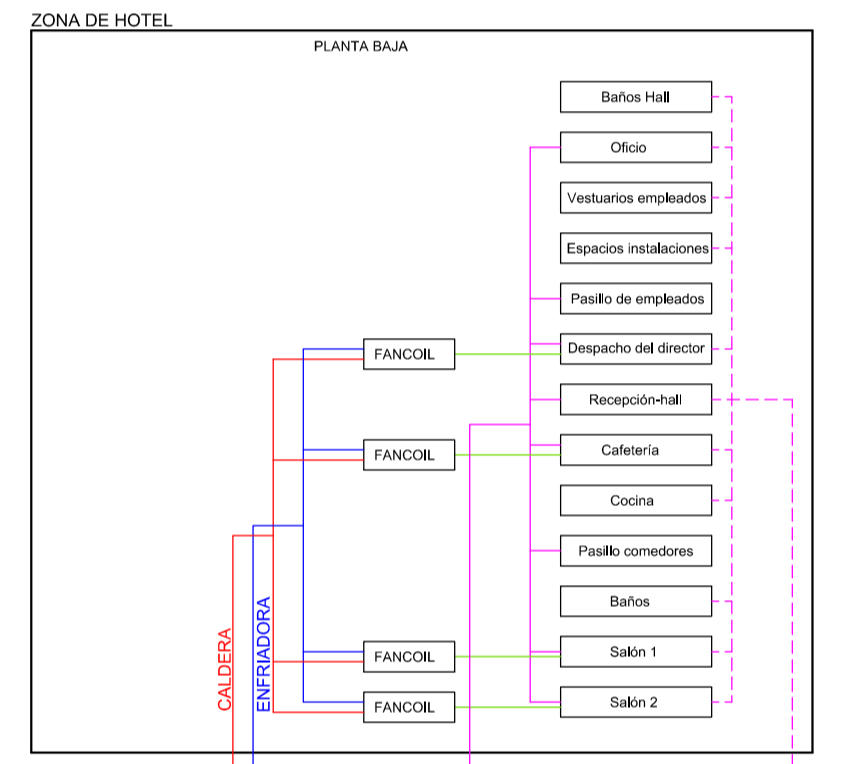 ZONA DE HOTEL
PLANTA BAJA
Baños Hall
Oficio
Vestuarios empleados
Espacios instalaciones
Pasillo de empleados
FANCOIL
Despacho del director
Recepción-hall
FANCOIL
Cafetería
Cocina
Pasillo comedores
Baños
CALDERA
ENFRIADORA
FANCOIL
Salón 1
FANCOIL
Salón 2